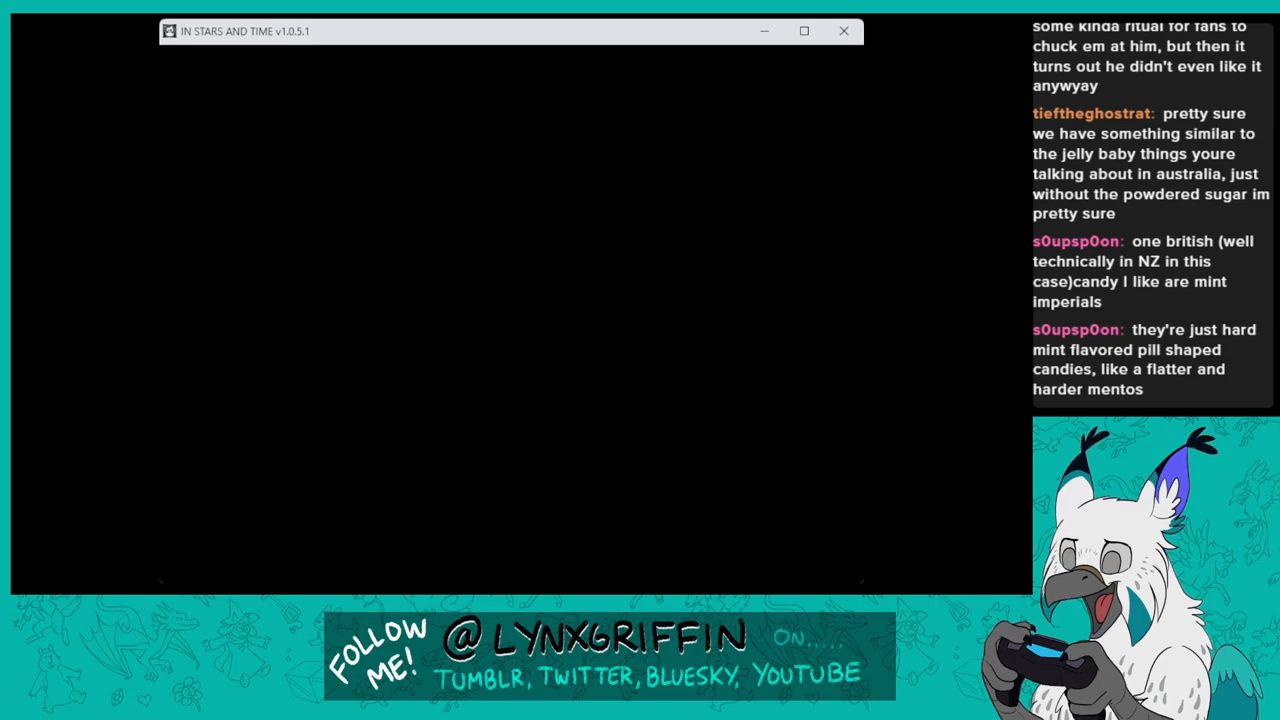 IN STARS AND TIME v1.0.5.1
some kinda ritual for fans to
chuck em at him, but then it
turns out he didn't even like it
anwyay
tieftheghostrat: pretty sure
we have something similar to
the jelly baby things youre
talking about in australia, just
without the powdered sugar im
pretty sure
s0upsp0on: one british (well
technically in NZ in this
case)candy I like are mint
imperials
s0upsp0on: they're just hard
mint flavored pill shaped
candies, like a flatter and
harder mentos
FOLLOW
ME!
@LYNXGRIFFIN ON.....
TUMBLR, TWITTER, BLUESKY, YOUTUBE